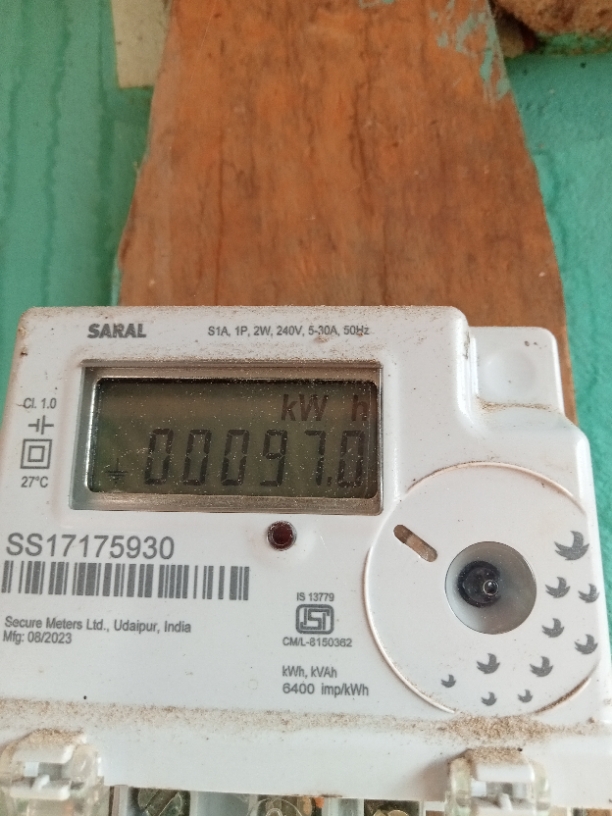 SARAL
S1A, 1P, 2W, 240V, 5-30A, 50Hz
Cl. 1.0
27°C
kW h
00097.0
SS17175930
Secure Meters Ltd., Udaipur, India
Mfg: 08/2023
IS 13779
ISI
CM/L-8150362
kWh, kVAh
6400 imp/kWh